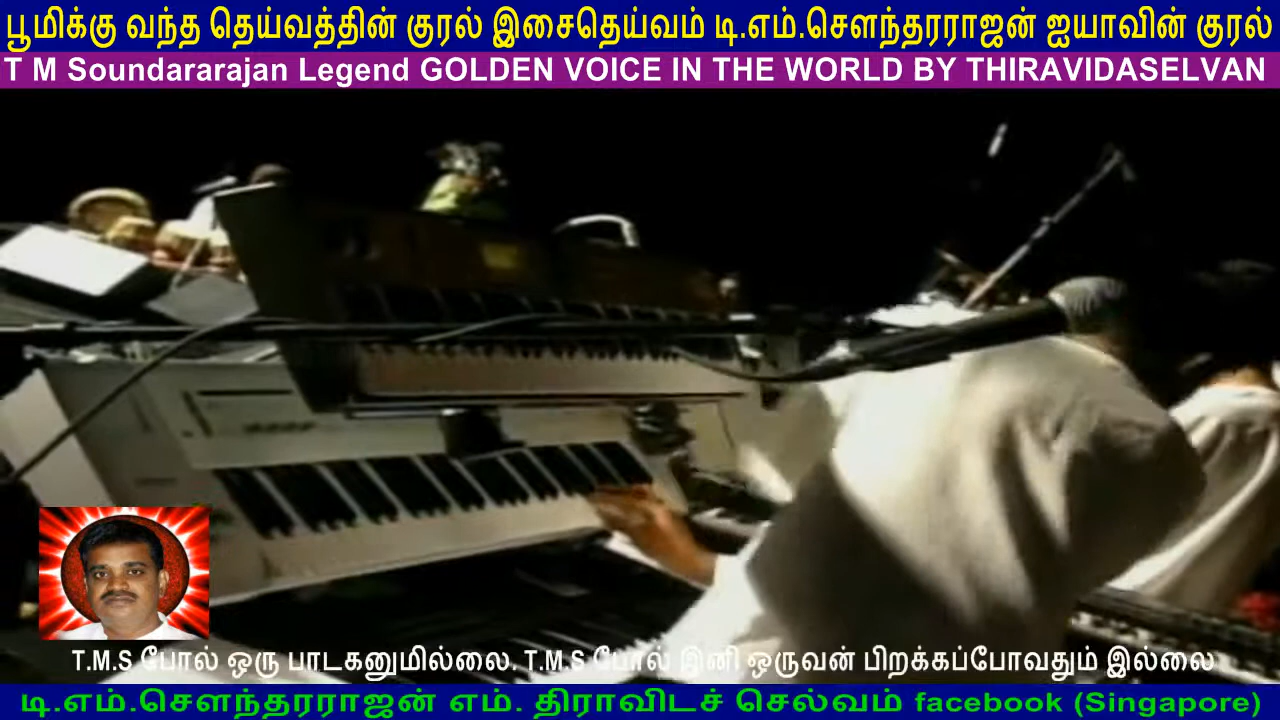 பூமிக்கு வந்த தெய்வத்தின் குரல் இசைதெய்வம் டி.எம்.சௌந்தரராஜன் ஐயாவின் குரல்
T M Soundararajan Legend GOLDEN VOICE IN THE WORLD BY THIRAVIDASELVAN
T.M.S போல் ஒரு பாடகனுமில்லை. T.M.S போல் இனி ஒருவன் பிறக்கப்போவதும் இல்லை
டி.எம்.சௌந்தரராஜன் எம். திராவிடச் செல்வம் facebook (Singapore)